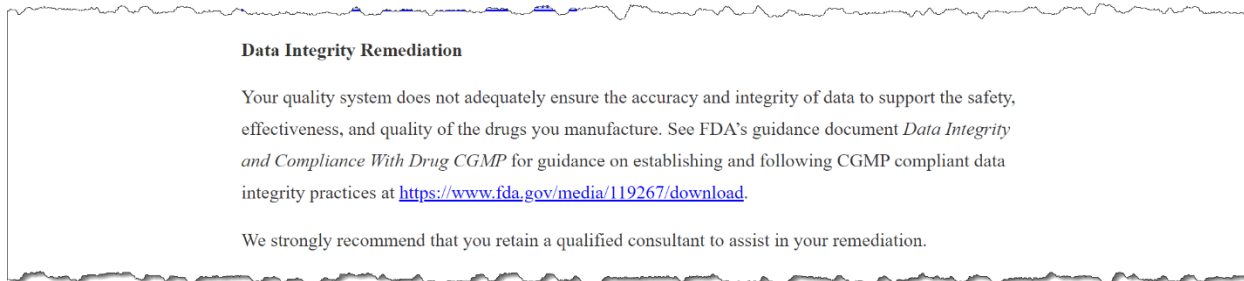 Data Integrity Remediation
Your quality system does not adequately ensure the accuracy and integrity of data to support the safety,
effectiveness, and quality of the drugs you manufacture. See FDA’s guidance document Data Integrity
and Compliance With Drug CGMP for guidance on establishing and following CGMP compliant data
integrity practices at https://www.fda.gov/media/119267/download.
We strongly recommend that you retain a qualified consultant to assist in your remediation.